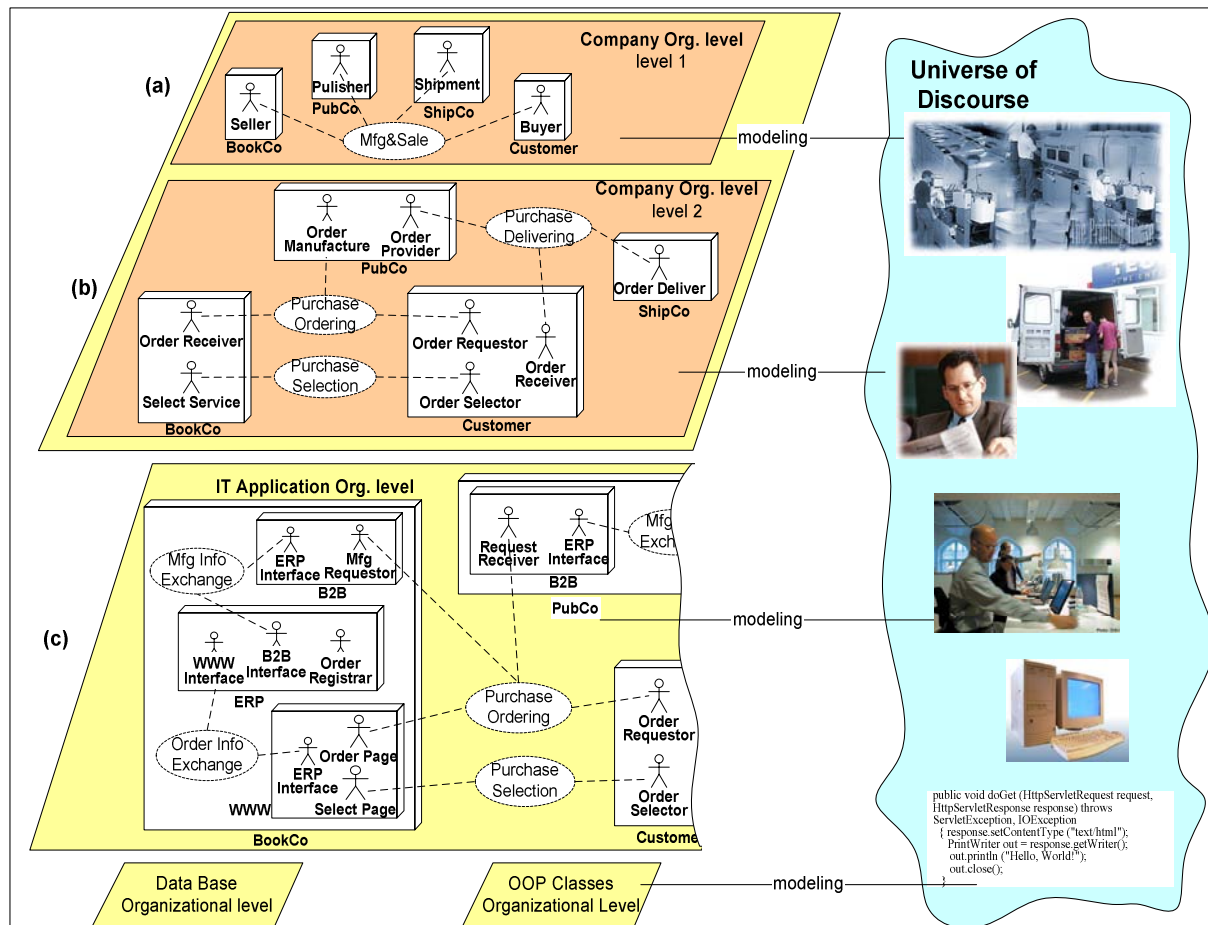 Company Org. level
level 1
(a)
Pulisher
PubCo
Shipment
ShipCo
Seller
BookCo
Mfg&Sale
Buyer
Customer
modeling
Universe of
Discourse
Company Org. level
level 2
(b)
Order
Manufacture
Order
Provider
PubCo
Purchase
Delivering
Order Deliver
ShipCo
Order Receiver
Purchase
Ordering
Order Requestor
Order
Receiver
Select Service
BookCo
Purchase
Selection
Order Selector
Customer
modeling
IT Application Org. level
(c)
Mfg Info
Exchange
ERP
Interface
Mfg
Requestor
B2B
Request
Receiver
ERP
Interface
B2B
PubCo
Mfg
Exch
modeling
WWW
Interface
B2B
Interface
Order
Registrar
ERP
Order Info
Exchange
ERP
Interface
Order Page
Select Page
WWW
BookCo
Purchase
Ordering
Order
Requestor
Purchase
Selection
Order
Selector
Customer
public void doGet (HttpServletRequest request,
HttpServletResponse response) throws
ServletException, IOException
{ response.setContentType ("text/html");
PrintWriter out = response.getWriter();
out.println ("Hello, World!");
out.close();
}
Data Base
Organizational level
OOP Classes
Organizational Level
modeling